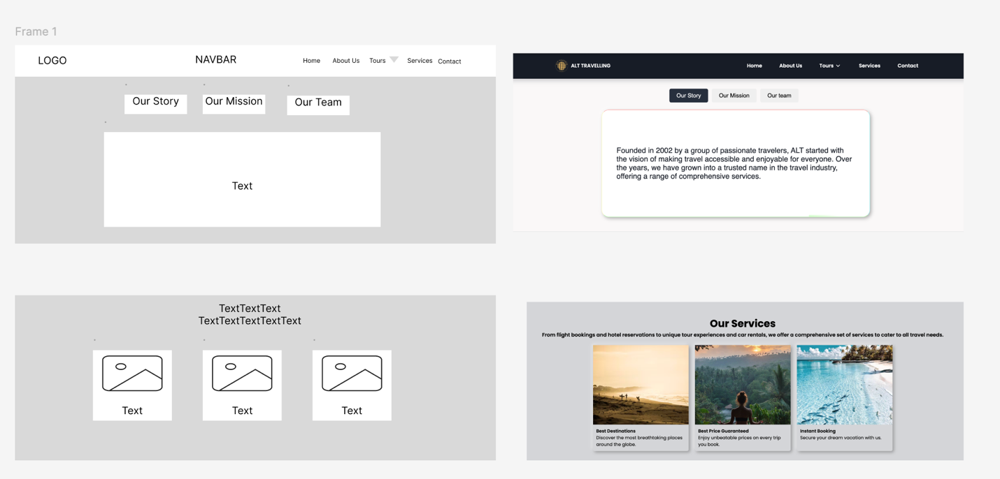 Frame 1
LOGO
NAVBAR
Home About Us Tours Services Contact
Our Story Our Mission Our Team
Text
ALT TRAVELLING
Home About Us Tours Services Contact
Our Story Our Mission Our team
Founded in 2002 by a group of passionate travelers, ALT started with
the vision of making travel accessible and enjoyable for everyone. Over
the years, we have grown into a trusted name in the travel industry,
offering a range of comprehensive services.
TextTextText
TextTextTextTextText
Text Text Text
Our Services
From flight bookings and hotel reservations to unique tour experiences and car rentals, we offer a comprehensive set of services to cater to all travel needs.
Best Destinations
Discover the most breathtaking places
around the globe.
Best Price Guaranteed
Enjoy unbeatable prices on every trip
you book.
Instant Booking
Secure your dream vacation with us.